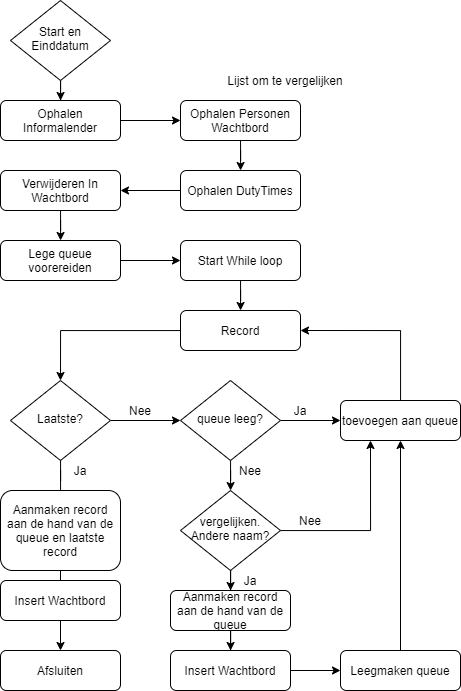 Start en
Einddatum
Lijst om te vergelijken
Ophalen
Informalender
Ophalen Personen
Wachtbord
Verwijderen In
Wachtbord
Ophalen DutyTimes
Lege queue
voorereiden
Start While loop
Record
Laatste?
Nee
queue leeg?
Ja
toevoegen aan queue
Ja
Nee
Aanmaken record
aan de hand van de
queue en laatste
record
vergelijken.
Andere naam?
Nee
Ja
Insert Wachtbord
Aanmaken record
aan de hand van de
queue
Afsluiten
Insert Wachtbord
Leegmaken queue